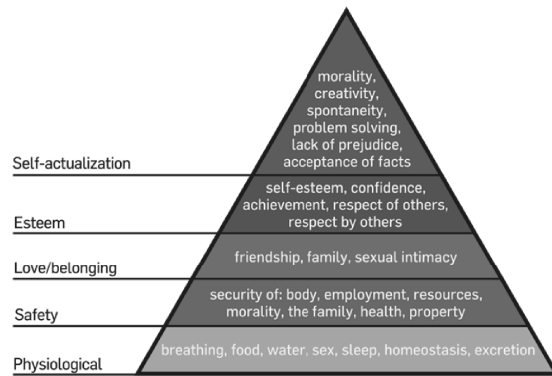 morality,
creativity,
spontaneity,
problem solving,
lack of prejudice,
acceptance of facts
Self-actualization
self-esteem, confidence,
achievement, respect of others,
respect by others
Esteem
friendship, family, sexual intimacy
Love/belonging
security of: body, employment, resources,
morality, the family, health, property
Safety
breathing, food, water, sex, sleep, homeostasis, excretion
Physiological